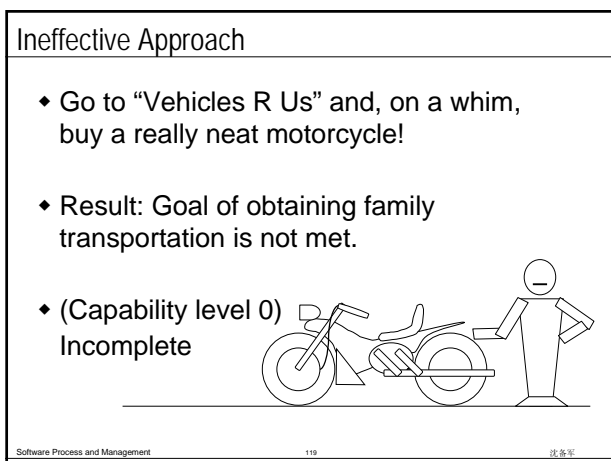 Ineffective Approach
◆ Go to “Vehicles R Us” and, on a whim,
buy a really neat motorcycle!
◆ Result: Goal of obtaining family
transportation is not met.
◆ (Capability level 0)
Incomplete
Software Process and Management 119 沈备军